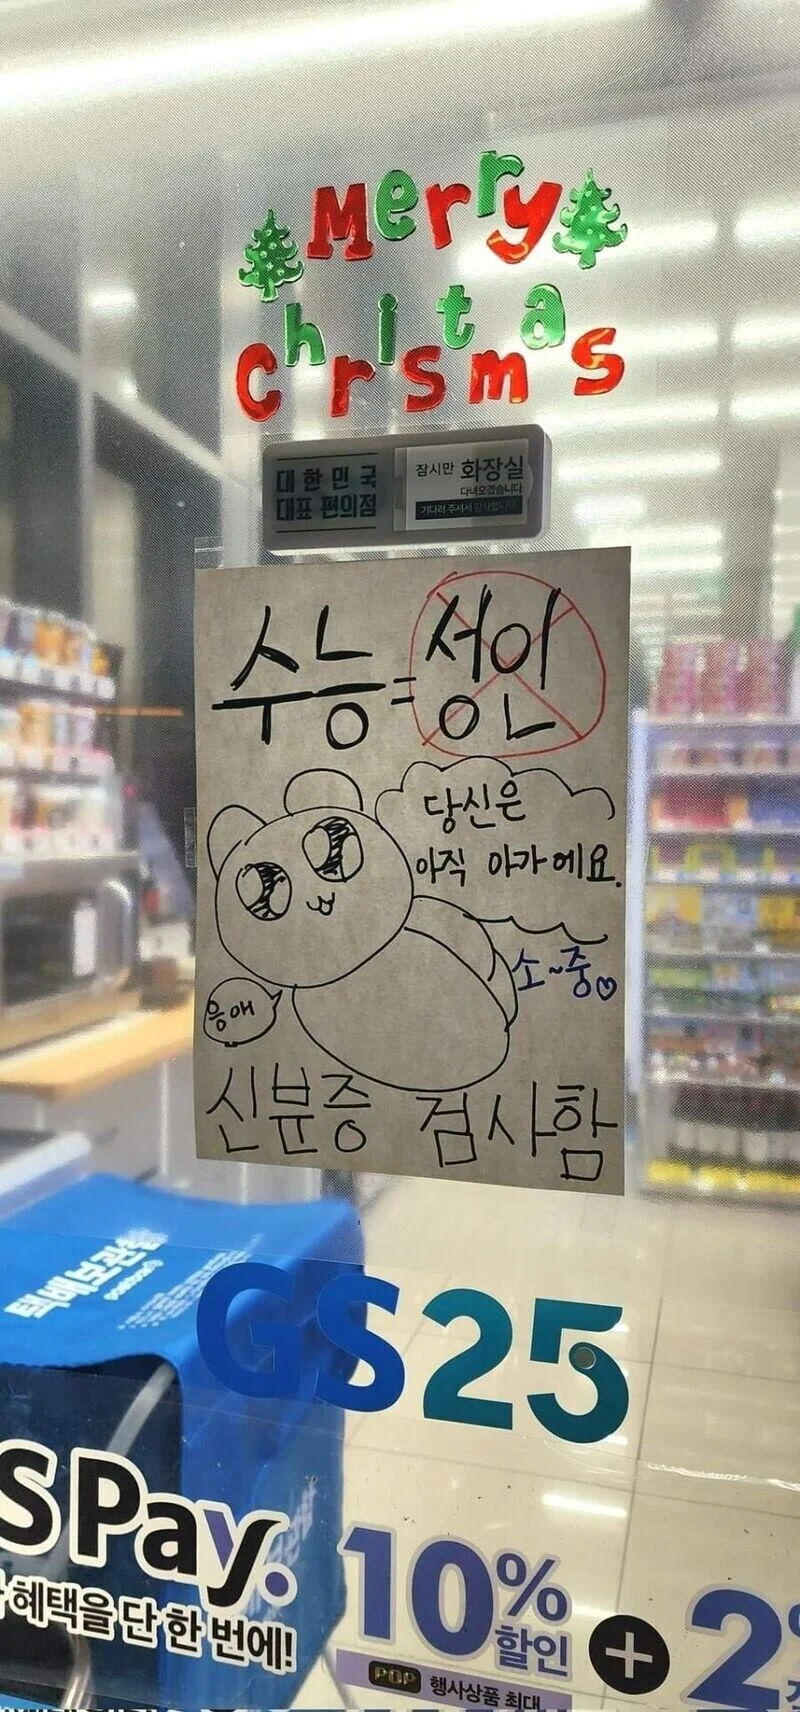 Merry
Christmas
대한민국
대표 편의점
잠시만 화장실
다녀오겠습니다
기다려 주셔서 감사합니다
수능=성인
당신은
아직 아가에요.
소~중♡
응애
신분증 검사함
택배보관함
GS25
S Pay.
혜택을 단 한 번에!
10%
할인
+
2
POP 행사상품 최대